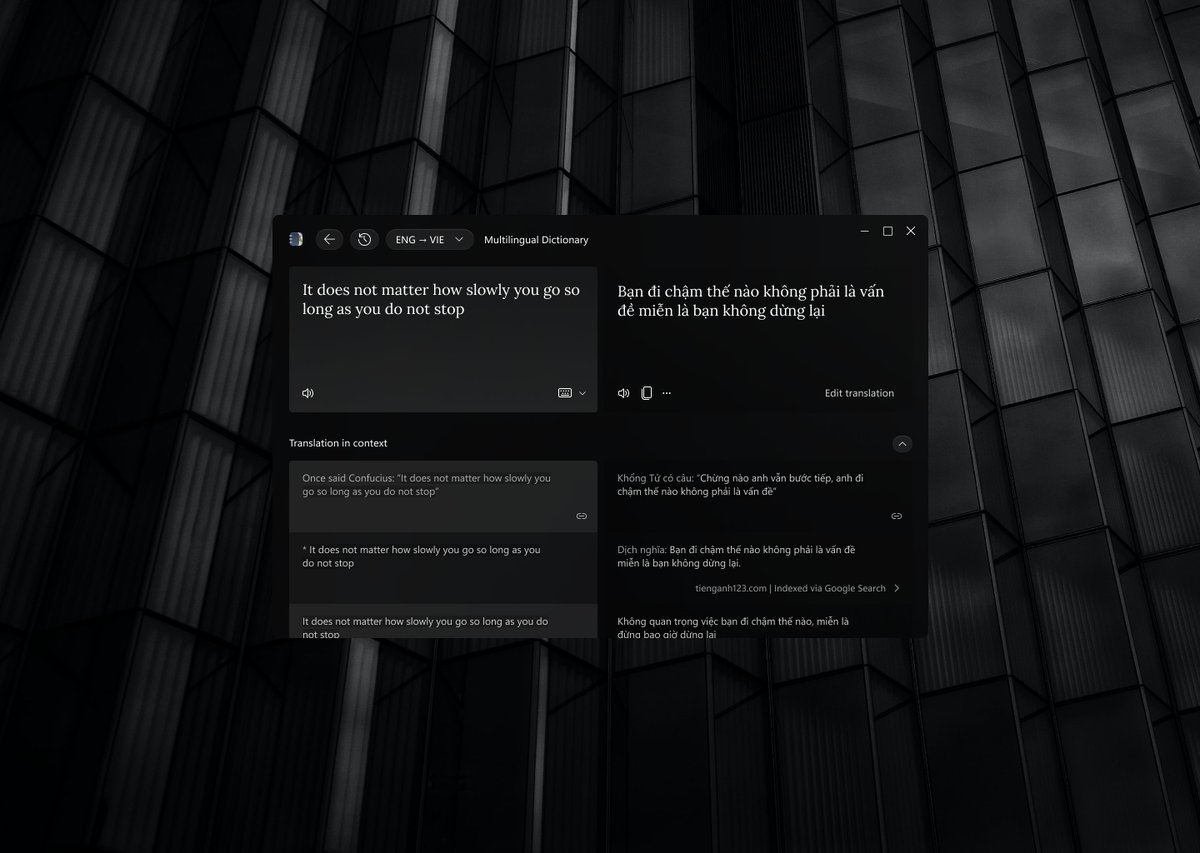 ENG → VIE
Multilingual Dictionary
It does not matter how slowly you go so
long as you do not stop
Bạn đi chậm thế nào không phải là vấn
đề miễn là bạn không dừng lại
Edit translation
Translation in context
Once said Confucius: “It does not matter how slowly you
go so long as you do not stop”
Khổng Tử có câu: “Chừng nào anh vẫn bước tiếp, anh đi
chậm thế nào không phải là vấn đề”
* It does not matter how slowly you go so long as you
do not stop
Dịch nghĩa: Bạn đi chậm thế nào không phải là vấn đề
miễn là bạn không dừng lại.
tienganh123.com | Indexed via Google Search
It does not matter how slowly you go so long as you do
not stop
Không quan trọng việc bạn đi chậm thế nào, miễn là
đừng bao giờ dừng lại